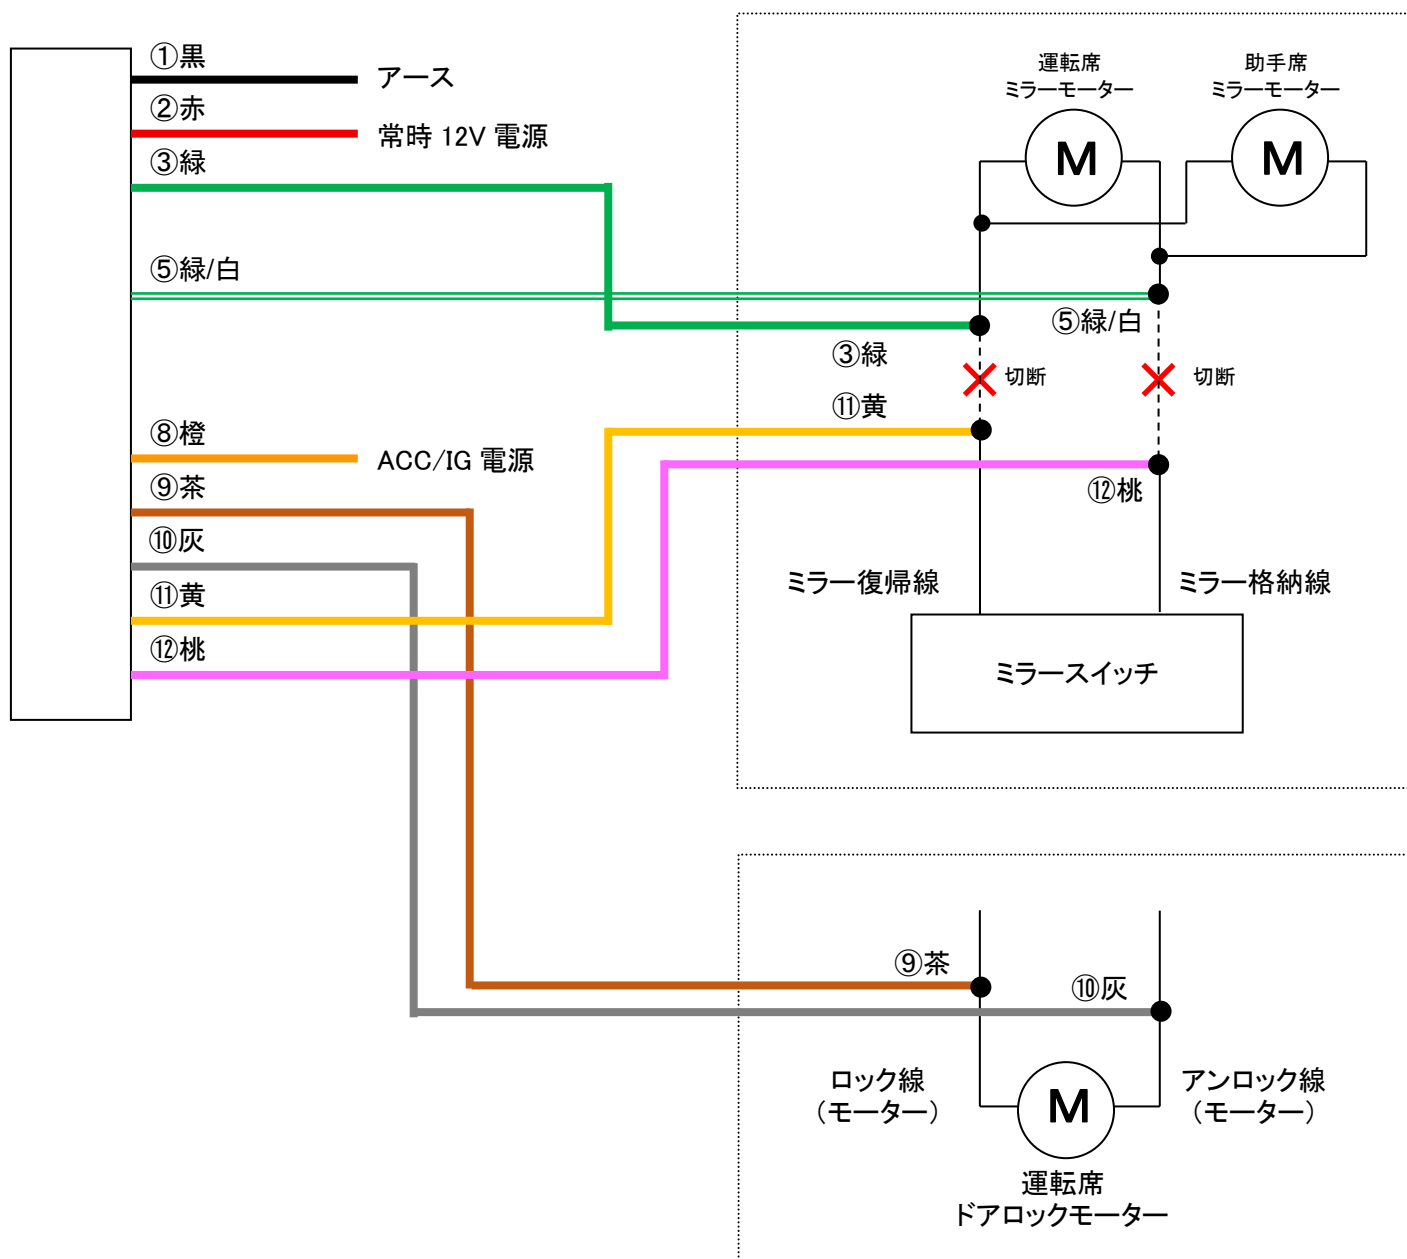 ①黒
アース
②赤
常時 12V 電源
③緑
⑤緑/白
⑧橙
ACC/IG 電源
⑨茶
⑩灰
⑪黄
⑫桃
運転席
ミラーモーター
助手席
ミラーモーター
M
M
⑤緑/白
③緑
切断
切断
⑪黄
⑫桃
ミラー復帰線
ミラー格納線
ミラースイッチ
⑨茶
⑩灰
ロック線
（モーター）
アンロック線
（モーター）
M
運転席
ドアロックモーター